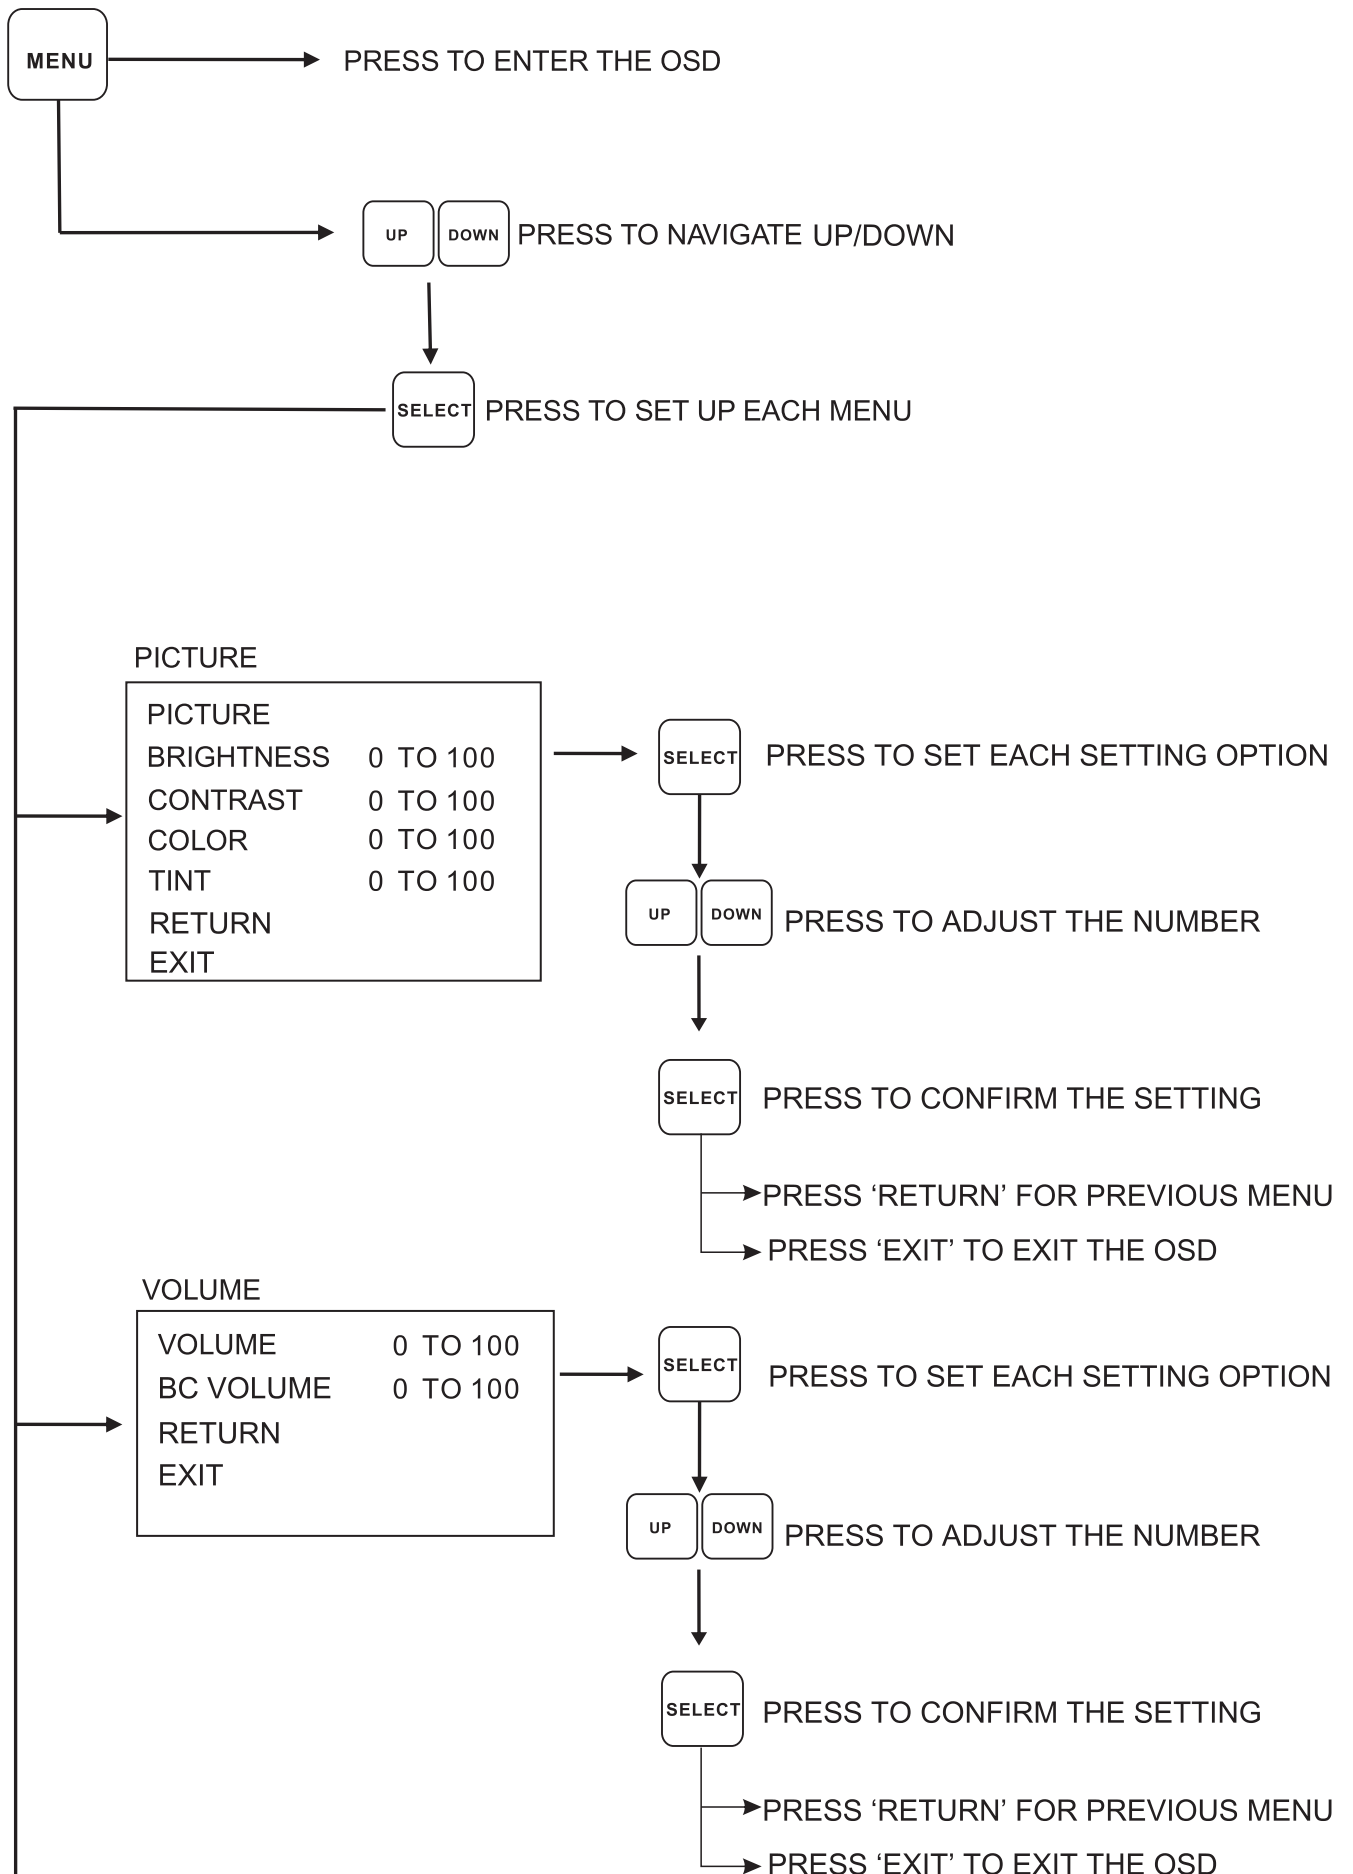 MENU PRESS TO ENTER THE OSD
UP DOWN PRESS TO NAVIGATE UP/DOWN
SELECT PRESS TO SET UP EACH MENU
PICTURE
PICTURE
BRIGHTNESS 0 TO 100
CONTRAST 0 TO 100
COLOR 0 TO 100
TINT 0 TO 100
RETURN
EXIT
SELECT PRESS TO SET EACH SETTING OPTION
UP DOWN PRESS TO ADJUST THE NUMBER
SELECT PRESS TO CONFIRM THE SETTING
PRESS ‘RETURN’ FOR PREVIOUS MENU
PRESS ‘EXIT’ TO EXIT THE OSD
VOLUME
VOLUME 0 TO 100
BC VOLUME 0 TO 100
RETURN
EXIT
SELECT PRESS TO SET EACH SETTING OPTION
UP DOWN PRESS TO ADJUST THE NUMBER
SELECT PRESS TO CONFIRM THE SETTING
PRESS ‘RETURN’ FOR PREVIOUS MENU
PRESS ‘EXIT’ TO EXIT THE OSD